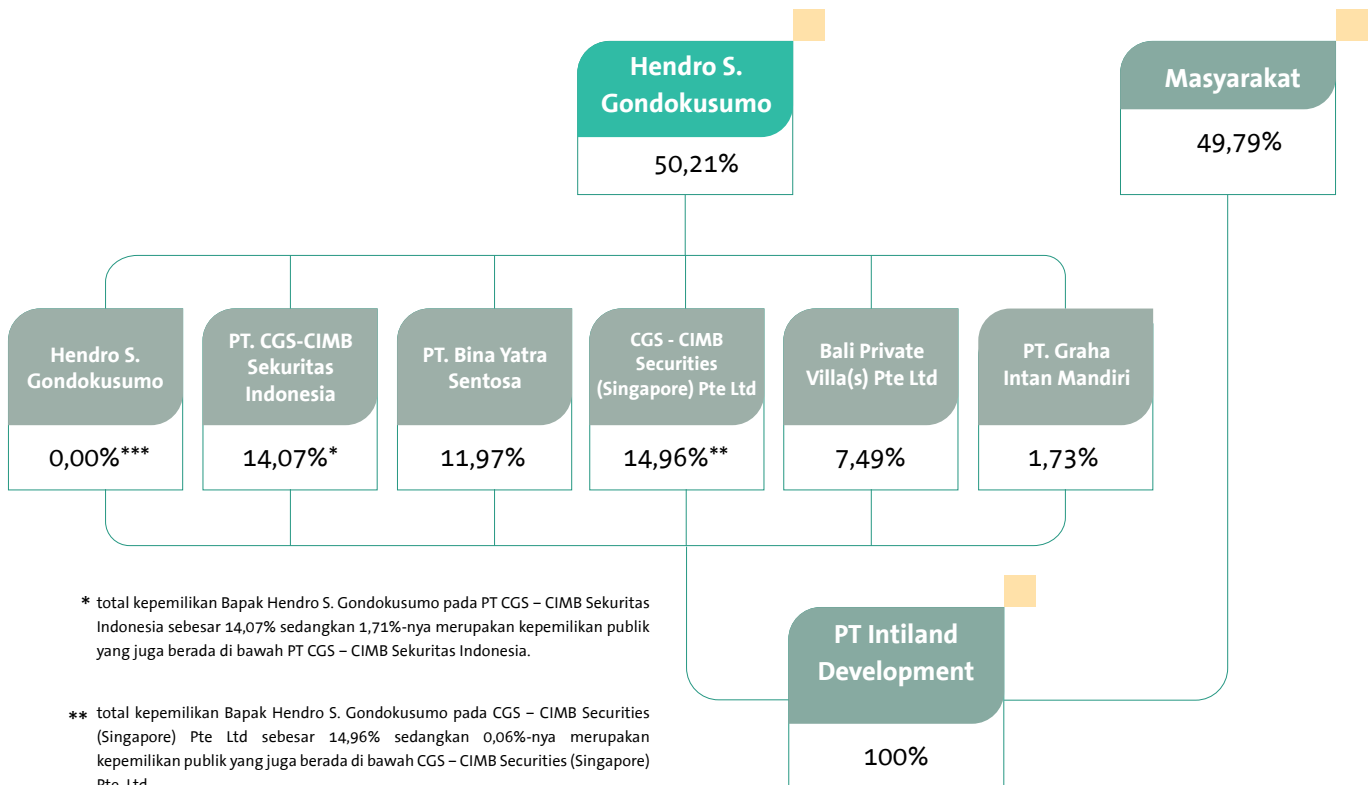 Hendro S.
Gondokusumo
50,21%
Masyarakat
49,79%
Hendro S.
Gondokusumo
0,00%***
PT. CGS-CIMB
Sekuritas
Indonesia
14,07%*
PT. Bina Yatra
Sentosa
11,97%
CGS - CIMB
Securities
(Singapore) Pte Ltd
14,96%**
Bali Private
Villa(s) Pte Ltd
7,49%
PT. Graha
Intan Mandiri
1,73%
* total kepemilikan Bapak Hendro S. Gondokusumo pada PT CGS – CIMB Sekuritas
Indonesia sebesar 14,07% sedangkan 1,71%-nya merupakan kepemilikan publik
yang juga berada di bawah PT CGS – CIMB Sekuritas Indonesia.
** total kepemilikan Bapak Hendro S. Gondokusumo pada CGS – CIMB Securities
(Singapore) Pte Ltd sebesar 14,96% sedangkan 0,06%-nya merupakan
kepemilikan publik yang juga berada di bawah CGS – CIMB Securities (Singapore)
Pte. Ltd
PT Intiland
Development
100%